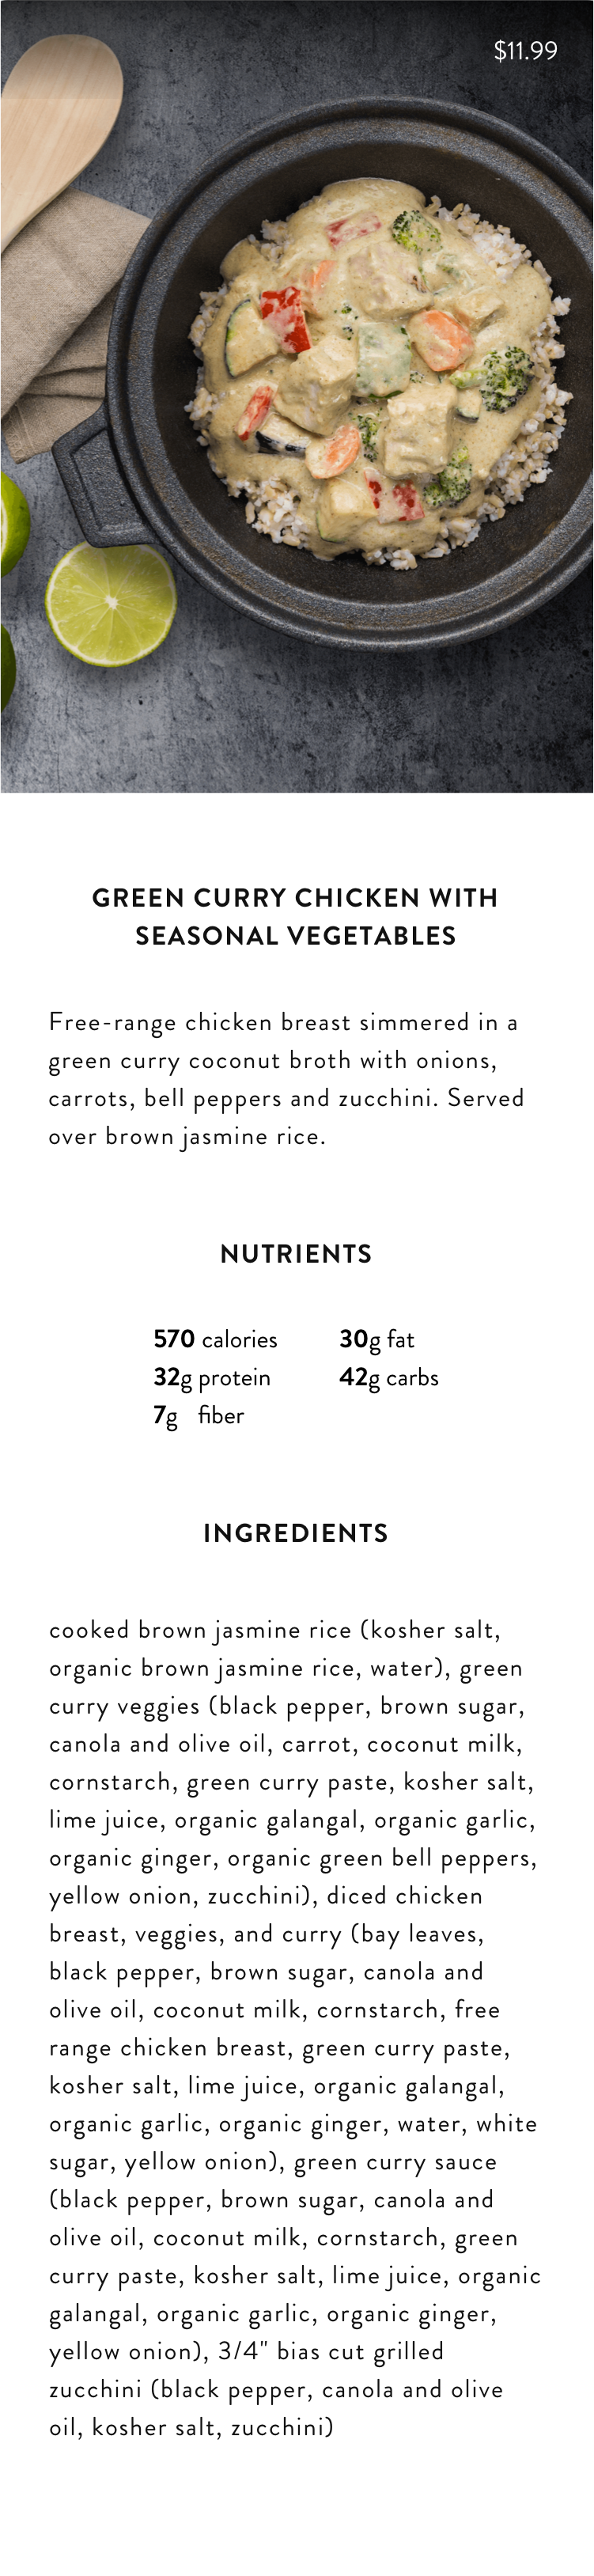 $11.99
GREEN CURRY CHICKEN WITH
SEASONAL VEGETABLES
Free-range chicken breast simmered in a
green curry coconut broth with onions,
carrots, bell peppers and zucchini. Served
over brown jasmine rice.
NUTRIENTS
570 calories 30g fat
32g protein 42g carbs
7g fiber
INGREDIENTS
cooked brown jasmine rice (kosher salt,
organic brown jasmine rice, water), green
curry veggies (black pepper, brown sugar,
canola and olive oil, carrot, coconut milk,
cornstarch, green curry paste, kosher salt,
lime juice, organic galangal, organic garlic,
organic ginger, organic green bell peppers,
yellow onion, zucchini), diced chicken
breast, veggies, and curry (bay leaves,
black pepper, brown sugar, canola and
olive oil, coconut milk, cornstarch, free
range chicken breast, green curry paste,
kosher salt, lime juice, organic galangal,
organic garlic, organic ginger, water, white
sugar, yellow onion), green curry sauce
(black pepper, brown sugar, canola and
olive oil, coconut milk, cornstarch, green
curry paste, kosher salt, lime juice, organic
galangal, organic garlic, organic ginger,
yellow onion), 3/4" bias cut grilled
zucchini (black pepper, canola and olive
oil, kosher salt, zucchini)